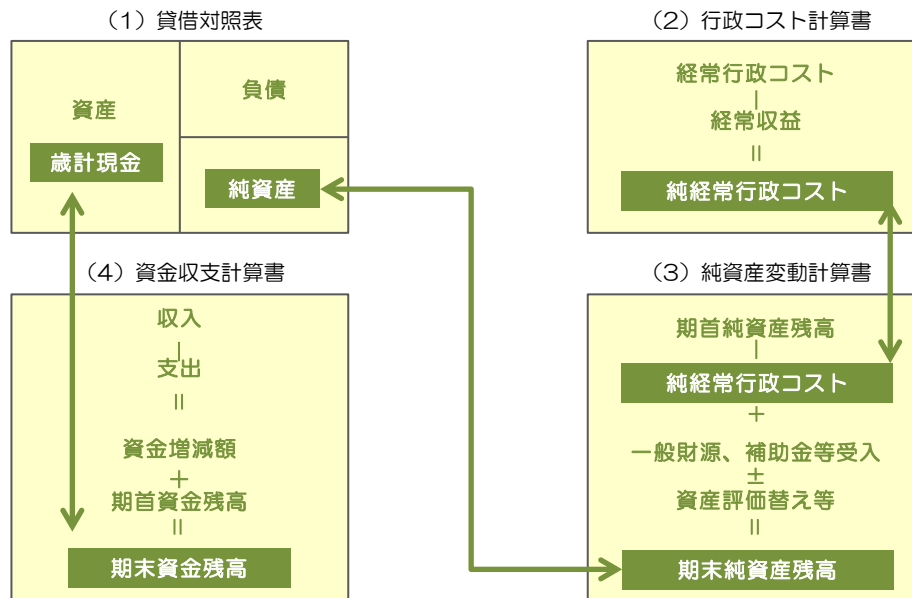 （1）貸借対照表
資産
歳計現金
負債
純資産
（2）行政コスト計算書
経常行政コスト
－
経常収益
＝
純経常行政コスト
（4）資金収支計算書
収入
－
支出
＝
資金増減額
＋
期首資金残高
＝
期末資金残高
（3）純資産変動計算書
期首純資産残高
－
純経常行政コスト
＋
一般財源、補助金等受入
±
資産評価替え等
＝
期末純資産残高